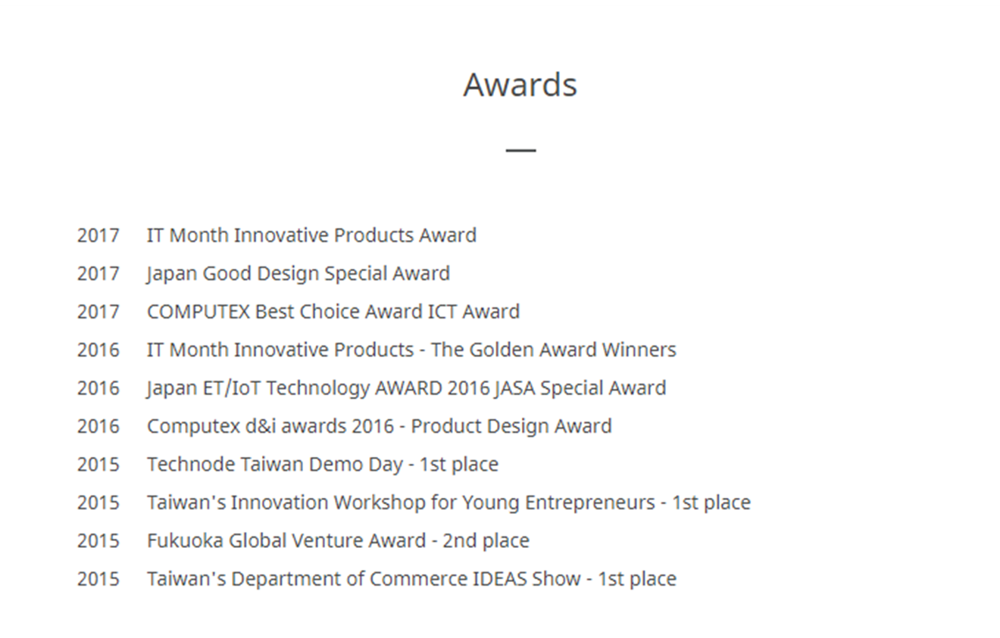 Awards
2017 IT Month Innovative Products Award
2017 Japan Good Design Special Award
2017 COMPUTEX Best Choice Award ICT Award
2016 IT Month Innovative Products - The Golden Award Winners
2016 Japan ET/IoT Technology AWARD 2016 JASA Special Award
2016 Computex d&i awards 2016 - Product Design Award
2015 Technode Taiwan Demo Day - 1st place
2015 Taiwan's Innovation Workshop for Young Entrepreneurs - 1st place
2015 Fukuoka Global Venture Award - 2nd place
2015 Taiwan's Department of Commerce IDEAS Show - 1st place